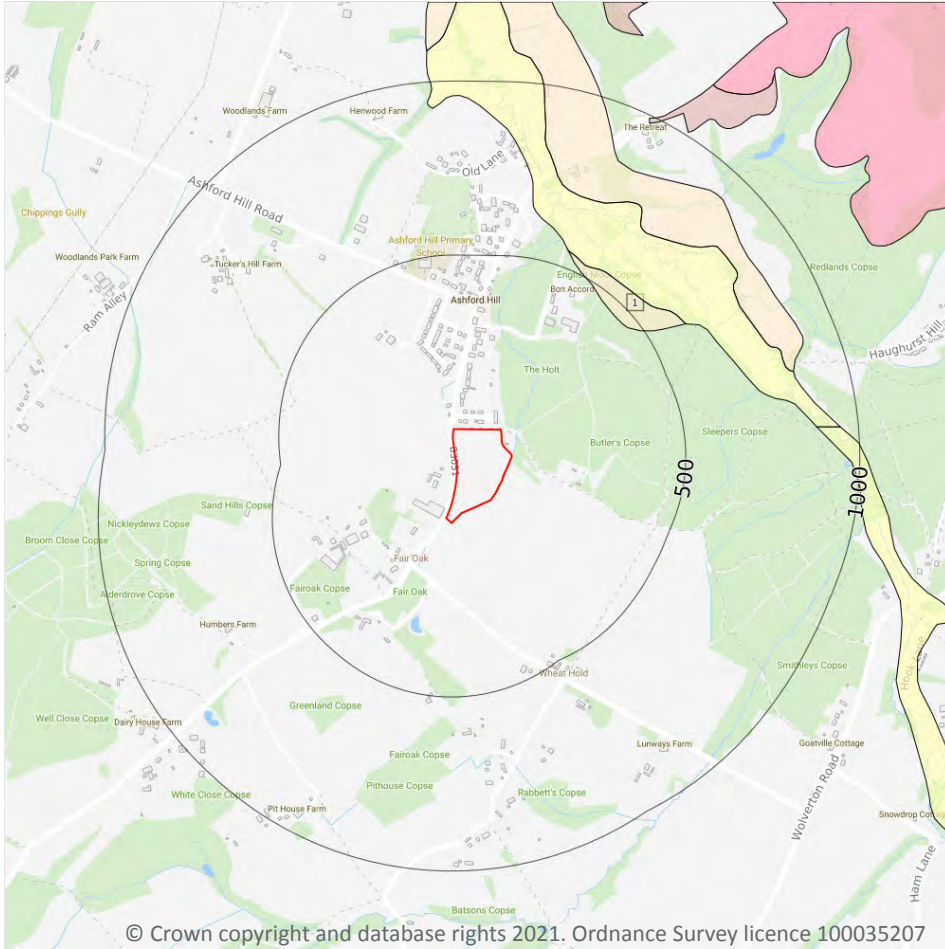 Woodlands Farm
Henwood Farm
The Retreat
Old Lane
Ashford Hill Road
Chippings Gully
Ashford Hill Primary
School
Redlands Copse
Woodlands Park Farm
Tucker's Hill Farm
Bon Accord
Ashford Hill
1
Ram Alley
Haughurst Hill
The Holt
Butler's Copse
Sleepers Copse
B3051
500
1000
Sand Hills Copse
Nickleydews Copse
Broom Close Copse
Spring Copse
Fair Oak
Alderdrove Copse
Fairoak Copse
Fair Oak
Humbers Farm
Smithleys Copse
Hook Lane
Wheat Hold
Greenland Copse
Well Close Copse
Dairy House Farm
Lunways Farm
Goatville Cottage
Fairoak Copse
Pithouse Copse
Rabbett's Copse
White Close Copse
Pit House Farm
Wolverton Road
Snowdrop
Ham Lane
Batsons Copse
© Crown copyright and database rights 2021. Ordnance Survey licence 100035207